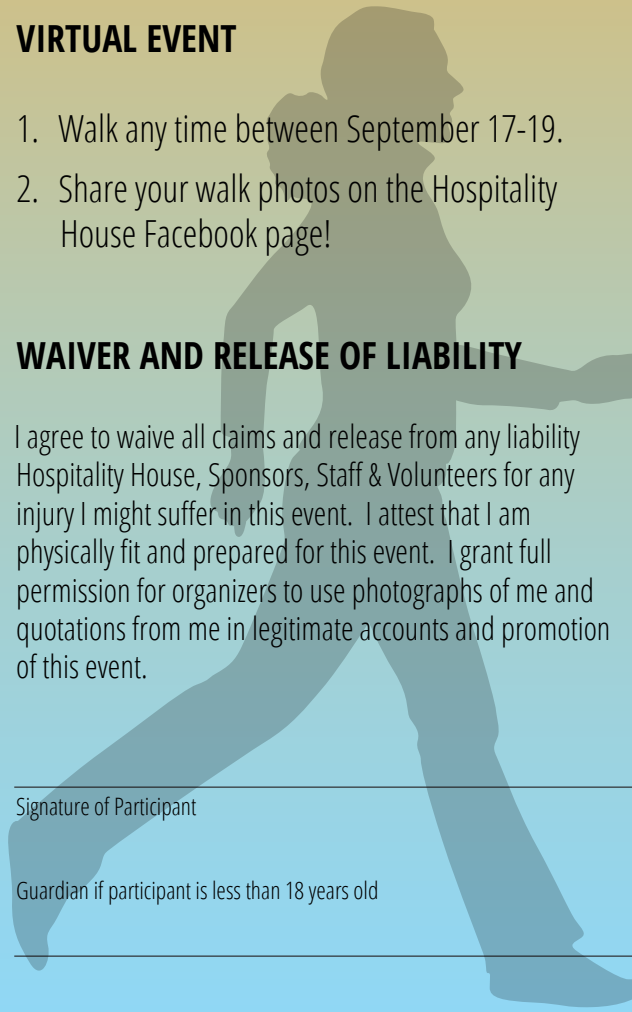 VIRTUAL EVENT
1. Walk any time between September 17-19.
2. Share your walk photos on the Hospitality
House Facebook page!
WAIVER AND RELEASE OF LIABILITY
I agree to waive all claims and release from any liability
Hospitality House, Sponsors, Staff & Volunteers for any
injury I might suffer in this event.  I attest that I am
physically fit and prepared for this event.  I grant full
permission for organizers to use photographs of me and
quotations from me in legitimate accounts and promotion
of this event.
Signature of Participant
Guardian if participant is less than 18 years old